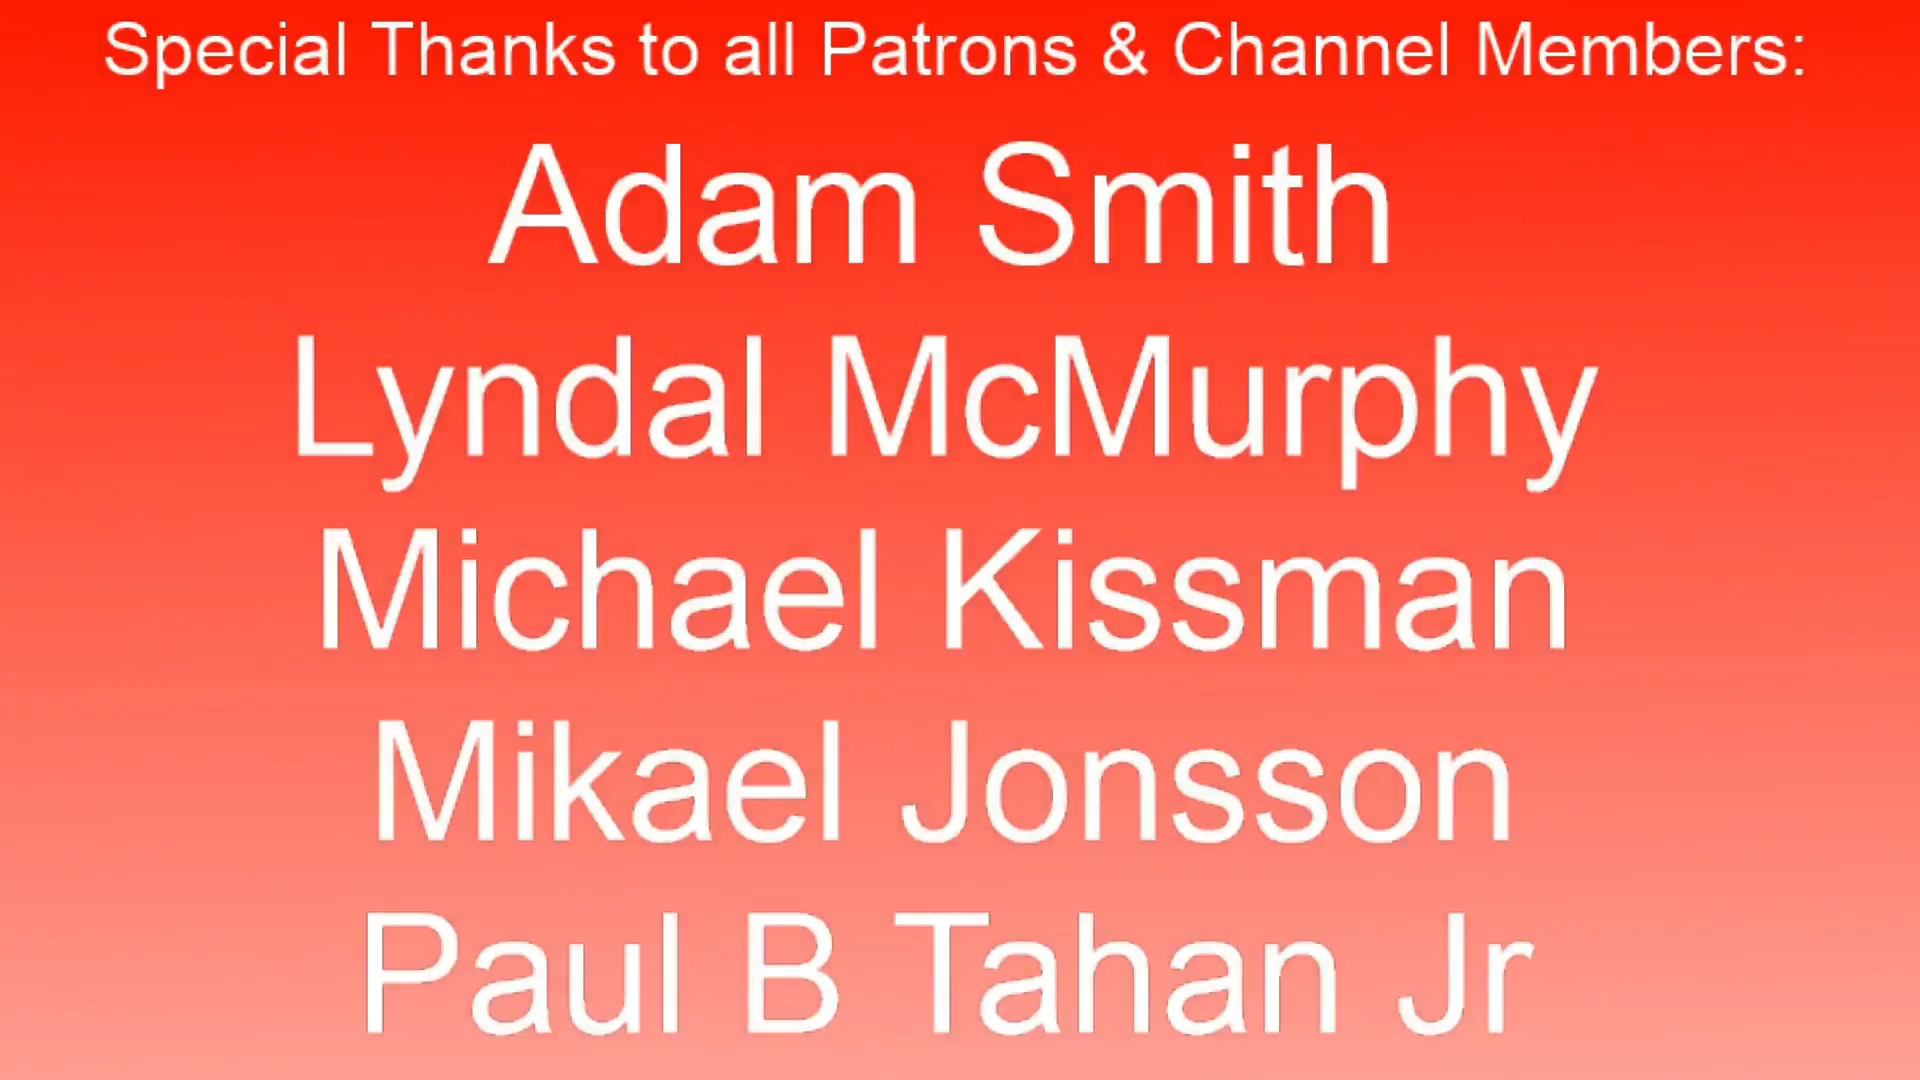 Special Thanks to all Patrons & Channel Members:
Adam Smith
Lyndal McMurphy
Michael Kissman
Mikael Jonsson
Paul B Tahan Jr